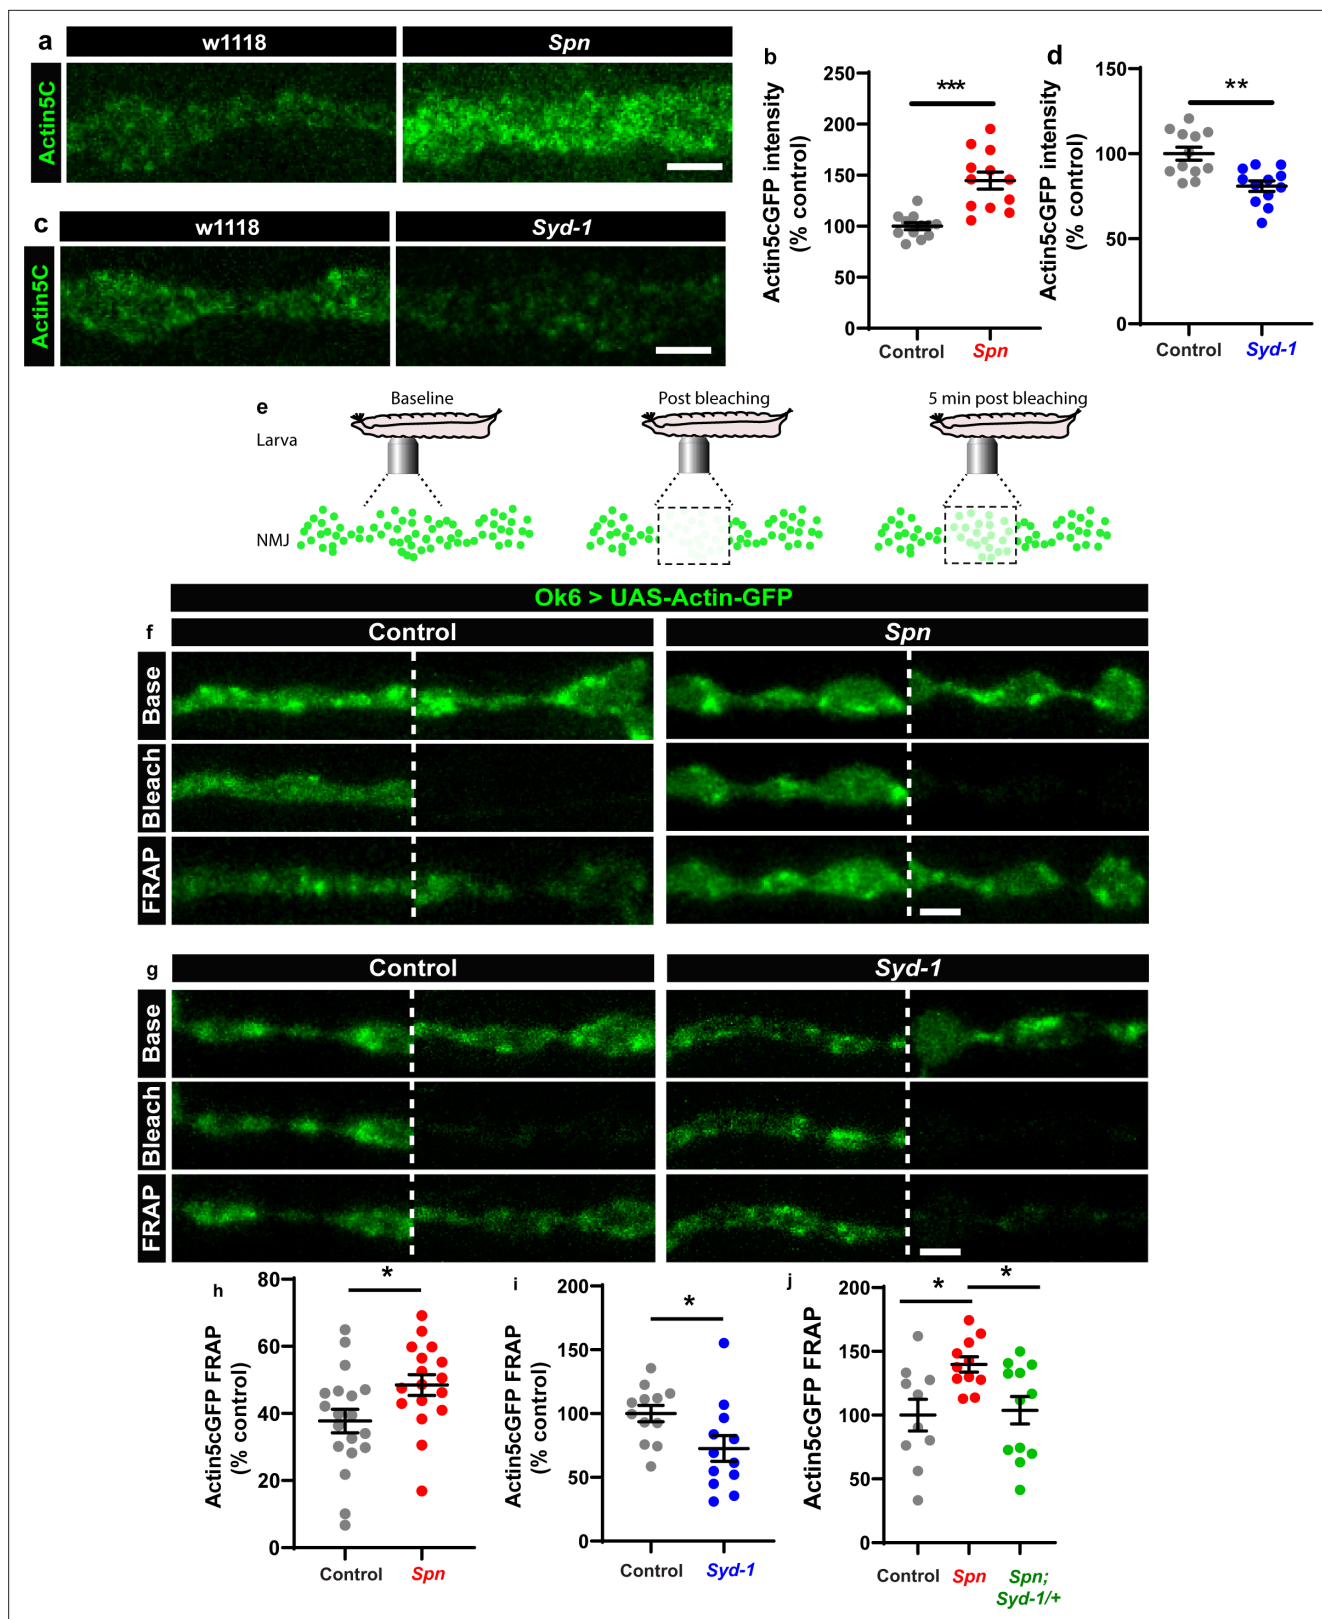 a
w1118
Spn
Actin5C
c
w1118
Syd-1
Actin5C
b
Actin5cGFP intensity
(% control)
250
200
150
100
50
0
***
Control
Spn
d
Actin5cGFP intensity
(% control)
150
100
50
0
**
Control
Syd-1
e
Baseline
Post bleaching
5 min post bleaching
Larva
NMJ
Ok6 > UAS-Actin-GFP
f
Control
Spn
Base
Bleach
FRAP
g
Control
Syd-1
Base
Bleach
FRAP
h
Actin5cGFP FRAP
(% control)
80
60
40
20
0
*
Control
Spn
i
Actin5cGFP FRAP
(% control)
200
150
100
50
0
*
Control
Syd-1
j
Actin5cGFP FRAP
200
150
100
50
0
*
*
Control
Spn
Spn;
Syd-1/+